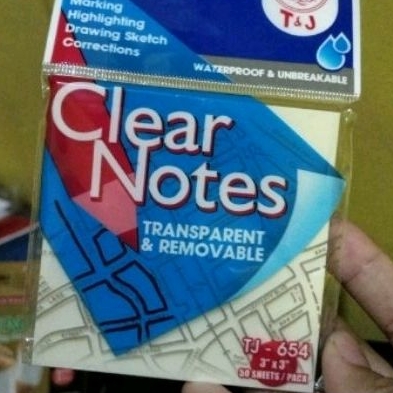 Marking
Highlighting
Drawing Sketch
Corrections
T&J
WATERPROOF & UNBREAKABLE
Clear
Notes
TRANSPARENT
& REMOVABLE
TJ - 654
3" x 3"
50 SHEETS / PACK